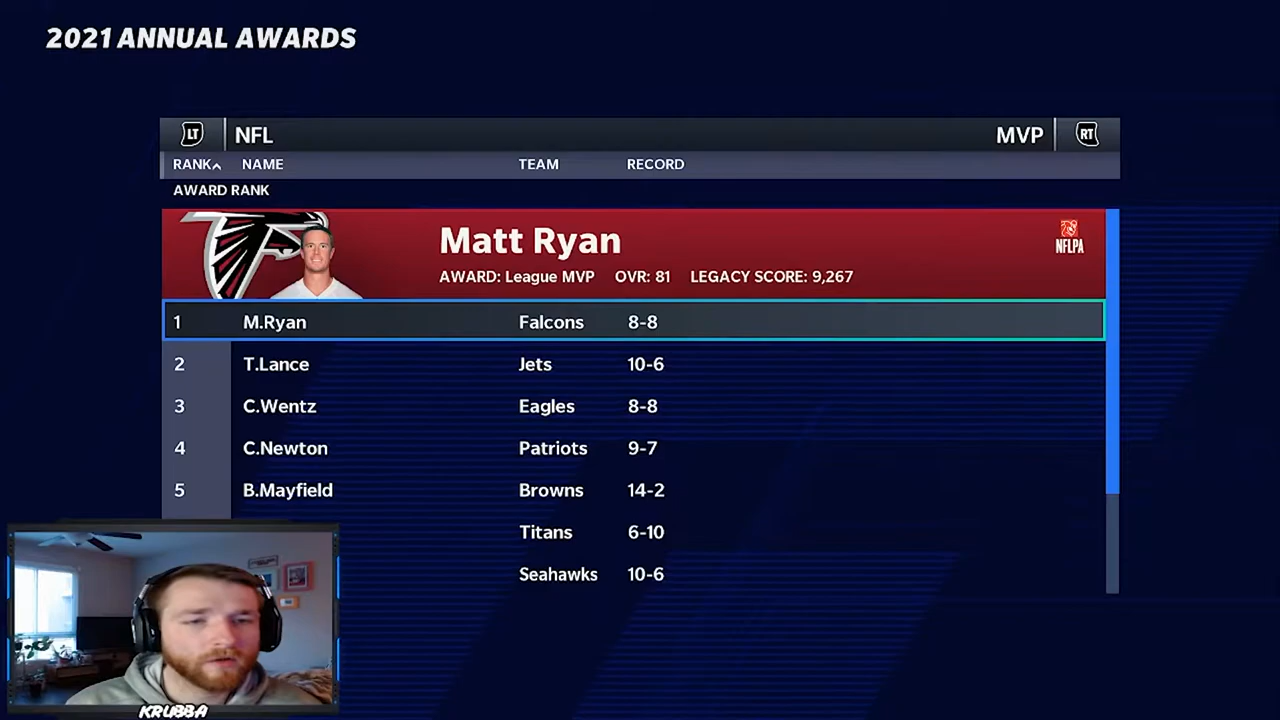 2021 ANNUAL AWARDS
LT NFL MVP RT
RANK NAME TEAM RECORD
AWARD RANK
Matt Ryan
NFLPA
AWARD: League MVP OVR: 81 LEGACY SCORE: 9,267
1 M.Ryan Falcons 8-8
2 T.Lance Jets 10-6
3 C.Wentz Eagles 8-8
4 C.Newton Patriots 9-7
5 B.Mayfield Browns 14-2
Titans 6-10
Seahawks 10-6
KRUBBA